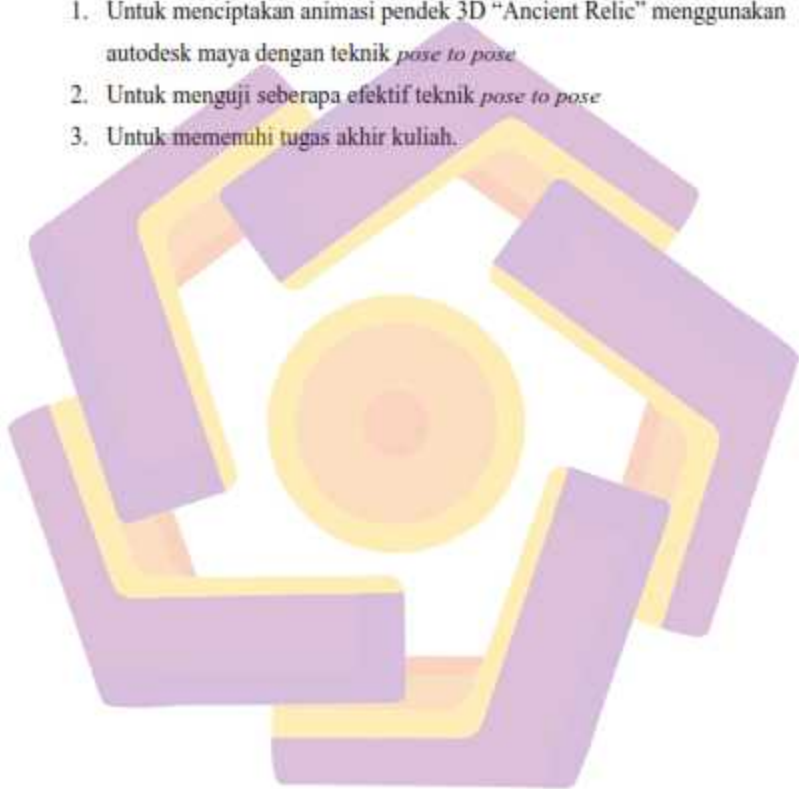 1. Untuk menciptakan animasi pendek 3D “Ancient Relic” menggunakan
autodesk maya dengan teknik pose to pose
2. Untuk menguji seberapa efektif teknik pose to pose
3. Untuk memenuhi tugas akhir kuliah.